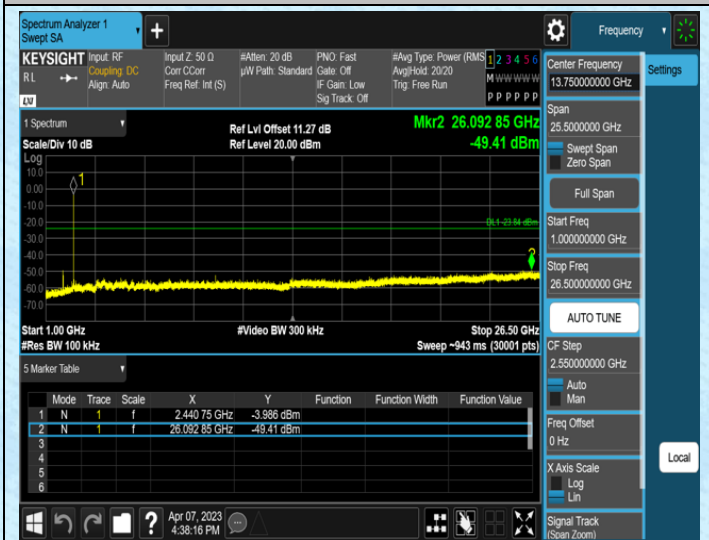 Spectrum Analyzer 1
Swept SA
+
Frequency
KEYSIGHT
RL
LXI
Input: RF
Coupling: DC
Align: Auto
Input Z: 50 Ω
Corr CCorr
Freq Ref: Int (S)
#Atten: 20 dB
µW Path: Standard
PNO: Fast
Gate: Off
IF Gain: Low
Sig Track: Off
#Avg Type: Power (RMS
Avg|Hold: 20/20
Trig: Free Run
1 2 3 4 5 6
M W W W W W
P P P P P P
1 Spectrum
Scale/Div 10 dB
Log
Ref Lvl Offset 11.27 dB
Ref Level 20.00 dBm
Mkr2 26.092 85 GHz
-49.41 dBm
10.0
0.00
-10.0
-20.0
-30.0
-40.0
-50.0
-60.0
-70.0
1
DL1 -23.84 dBm
2
Start 1.00 GHz
#Res BW 100 kHz
#Video BW 300 kHz
Stop 26.50 GHz
Sweep ~943 ms (30001 pts)
5 Marker Table
Mode Trace Scale X Y Function Function Width Function Value
1 N 1 f 2.440 75 GHz -3.986 dBm
2 N 1 f 26.092 85 GHz -49.41 dBm
3
4
5
6
?
Apr 07, 2023
4:38:16 PM
Center Frequency
13.750000000 GHz
Span
25.5000000 GHz
Swept Span
Zero Span
Full Span
Start Freq
1.000000000 GHz
Stop Freq
26.500000000 GHz
AUTO TUNE
CF Step
2.550000000 GHz
Auto
Man
Freq Offset
0 Hz
X Axis Scale
Log
Lin
Signal Track
(Span Zoom)
Settings
Local